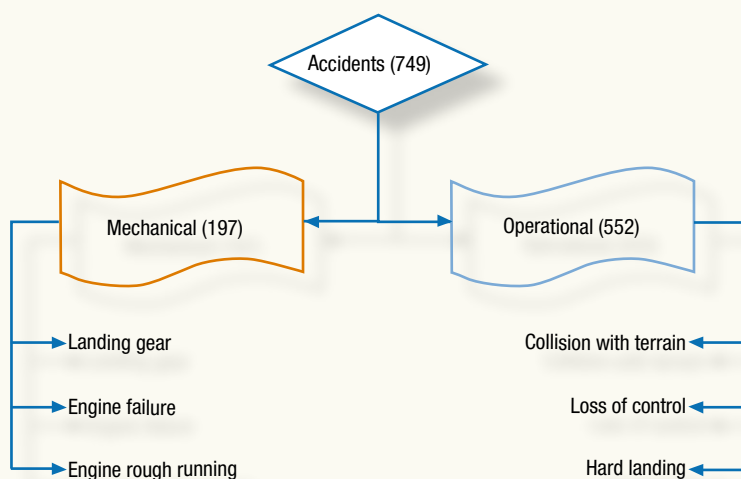 Accidents (749)
Mechanical (197)
Operational (552)
Landing gear
Engine failure
Engine rough running
Collision with terrain
Loss of control
Hard landing